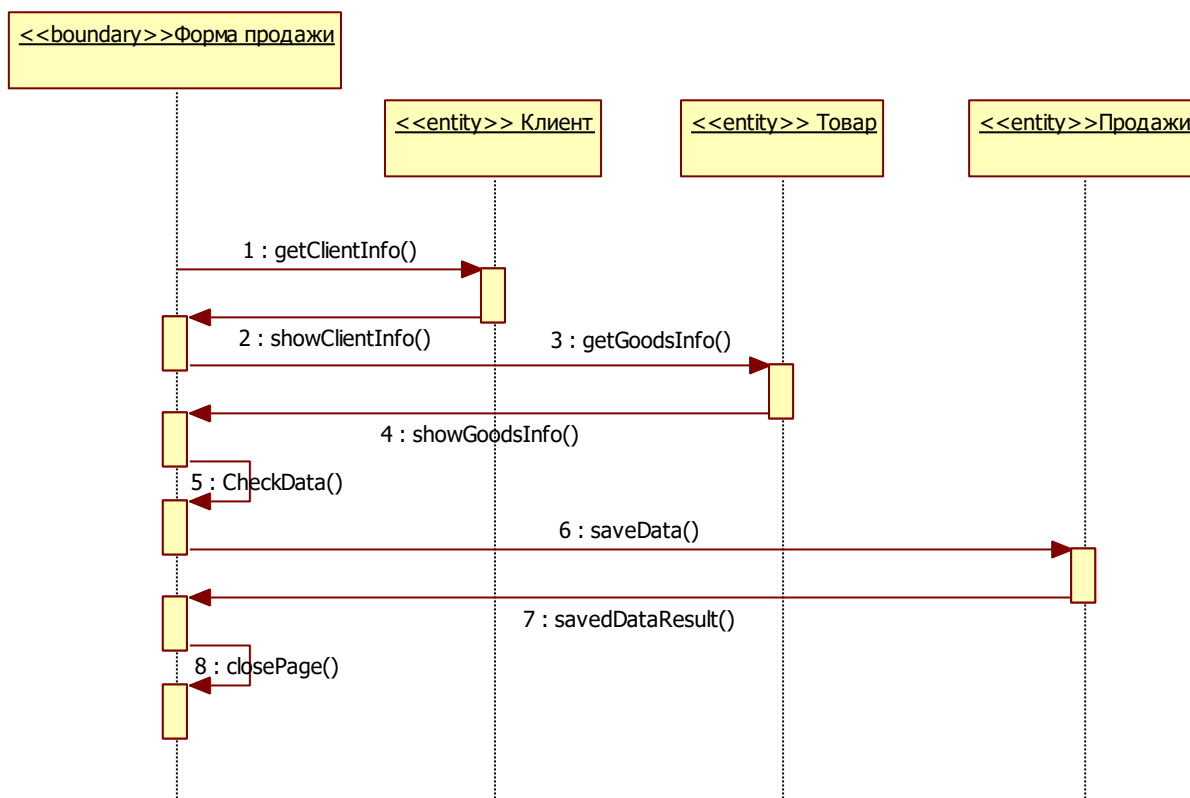 <<boundary>>Форма продажи
<<entity>> Клиент
<<entity>> Товар
<<entity>>Продажи
1 : getClientInfo()
2 : showClientInfo()
3 : getGoodsInfo()
4 : showGoodsInfo()
5 : CheckData()
6 : saveData()
7 : savedDataResult()
8 : closePage()